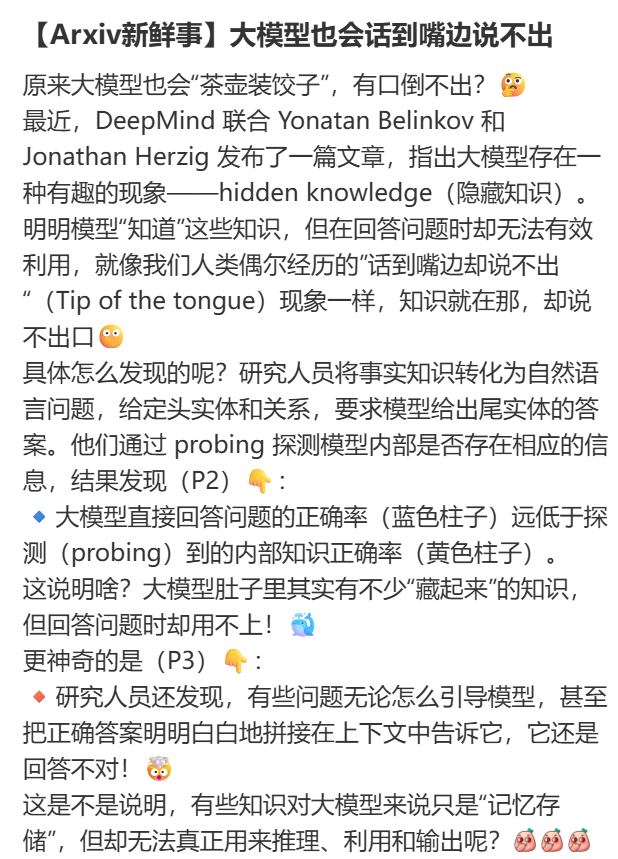 【Arxiv新鲜事】大模型也会话到嘴边说不出
原来大模型也会“茶壶装饺子”，有口倒不出？🤔
最近，DeepMind 联合 Yonatan Belinkov 和
Jonathan Herzig 发布了一篇文章，指出大模型存在一
种有趣的现象——hidden knowledge（隐藏知识）。
明明模型“知道”这些知识，但在回答问题时却无法有效
利用，就像我们人类偶尔经历的”话到嘴边却说不出
“（Tip of the tongue）现象一样，知识就在那，却说
不出口😶
具体怎么发现的呢？研究人员将事实知识转化为自然语
言问题，给定头实体和关系，要求模型给出尾实体的答
案。他们通过 probing 探测模型内部是否存在相应的信
息，结果发现（P2）👇：
🔹大模型直接回答问题的正确率（蓝色柱子）远低于探
测（probing）到的内部知识正确率（黄色柱子）。
这说明啥？大模型肚子里其实有不少“藏起来”的知识，
但回答问题时却用不上！🐳
更神奇的是（P3）👇：
🔸研究人员还发现，有些问题无论怎么引导模型，甚至
把正确答案明明白白地拼接在上下文中告诉它，它还是
回答不对！🤯
这是不是说明，有些知识对大模型来说只是“记忆存
储”，但却无法真正用来推理、利用和输出呢？